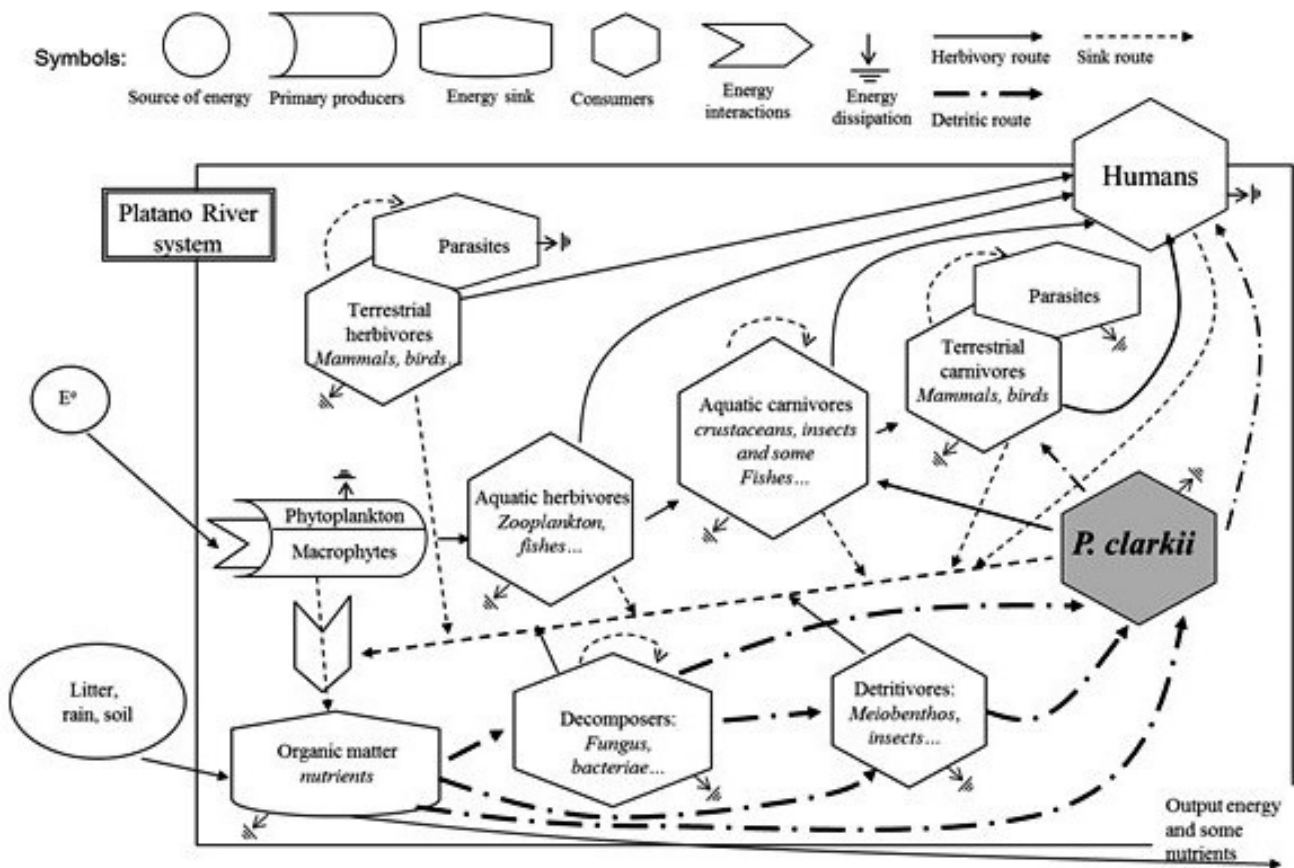 Symbols:
Source of energy
Primary producers
Energy sink
Consumers
Energy
interactions
Energy
dissipation
Herbivory route
Sink route
Detritic route
Platano River
system
Humans
Parasites
Terrestrial
herbivores
Mammals, birds...
Parasites
Terrestrial
carnivores
Mammals, birds
Aquatic carnivores
crustaceans, insects
and some
Fishes...
Eº
Phytoplankton
Macrophytes
Aquatic herbivores
Zooplankton,
fishes...
P. clarkii
Litter,
rain, soil
Organic matter
nutrients
Decomposers:
Fungus,
bacteriae...
Detritivores:
Meiobenthos,
insects...
Output energy
and some
nutrients